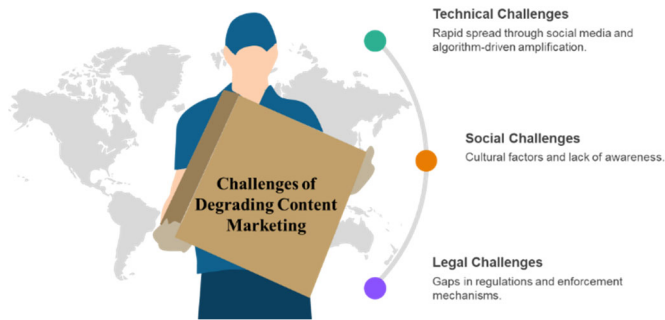 Technical Challenges
Rapid spread through social media and
algorithm-driven amplification.
Social Challenges
Cultural factors and lack of awareness.
Challenges of
Degrading Content
Marketing
Legal Challenges
Gaps in regulations and enforcement
mechanisms.